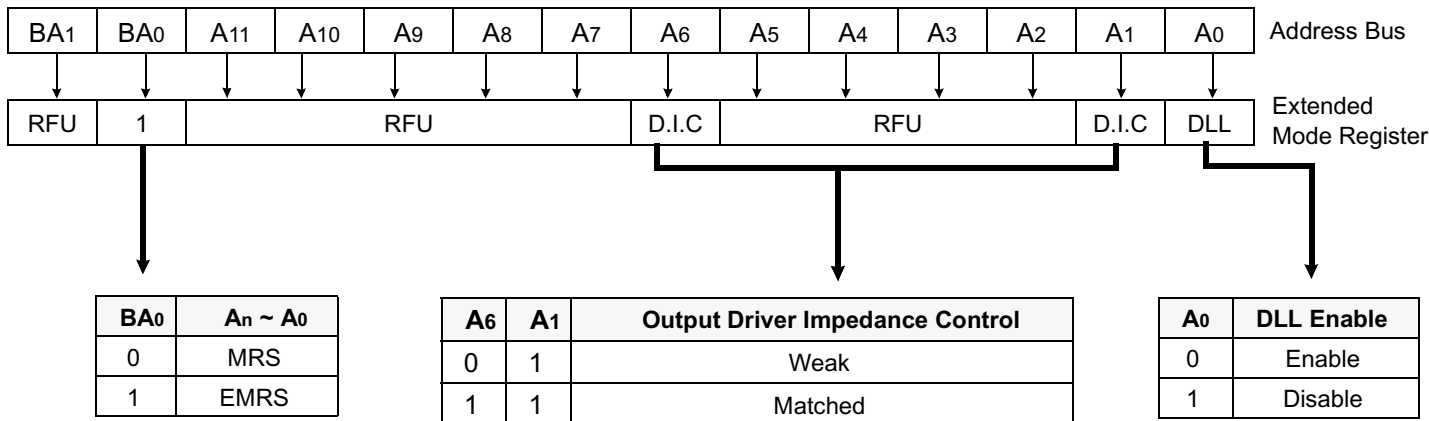 BA1 BA0 A11 A10 A9 A8 A7 A6 A5 A4 A3 A2 A1 A0 Address Bus
RFU 1 RFU D.I.C RFU D.I.C DLL Extended
Mode Register
BA0 An ~ A0
0 MRS
1 EMRS
A6 A1 Output Driver Impedance Control
0 1 Weak
1 1 Matched
A0 DLL Enable
0 Enable
1 Disable